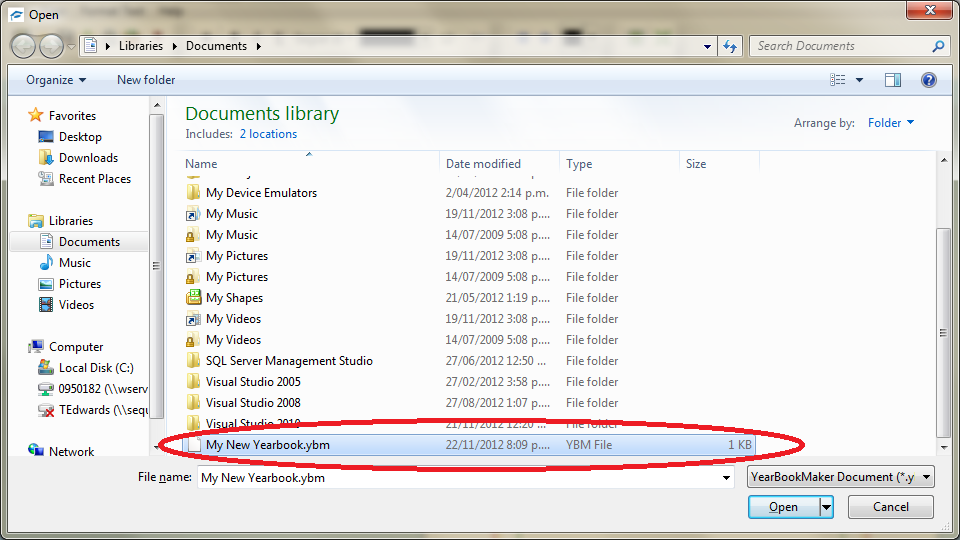 Open
Libraries Documents
Search Documents
Organize New folder
Favorites
Desktop
Downloads
Recent Places
Libraries
Documents
Music
Pictures
Videos
Computer
Local Disk (C:)
0950182 (\\wserv
TEdwards (\\sequ
Network
Documents library
Includes: 2 locations
Arrange by: Folder
Name Date modified Type Size
My Device Emulators 2/04/2012 2:14 p.m. File folder
My Music 19/11/2012 3:08 p.... File folder
My Music 14/07/2009 5:08 p.... File folder
My Pictures 19/11/2012 3:08 p.... File folder
My Pictures 14/07/2009 5:08 p.... File folder
My Shapes 21/05/2012 1:19 p.... File folder
My Videos 19/11/2012 3:08 p.... File folder
My Videos 14/07/2009 5:08 p.... File folder
SQL Server Management Studio 27/06/2012 12:50 ... File folder
Visual Studio 2005 27/02/2012 3:58 p.... File folder
Visual Studio 2008 27/08/2012 1:07 p.... File folder
Visual Studio 2010 21/11/2012 12:20 ... File folder
My New Yearbook.ybm 22/11/2012 8:09 p.... YBM File 1 KB
File name: My New Yearbook.ybm YearBookMaker Document (*.y
Open Cancel